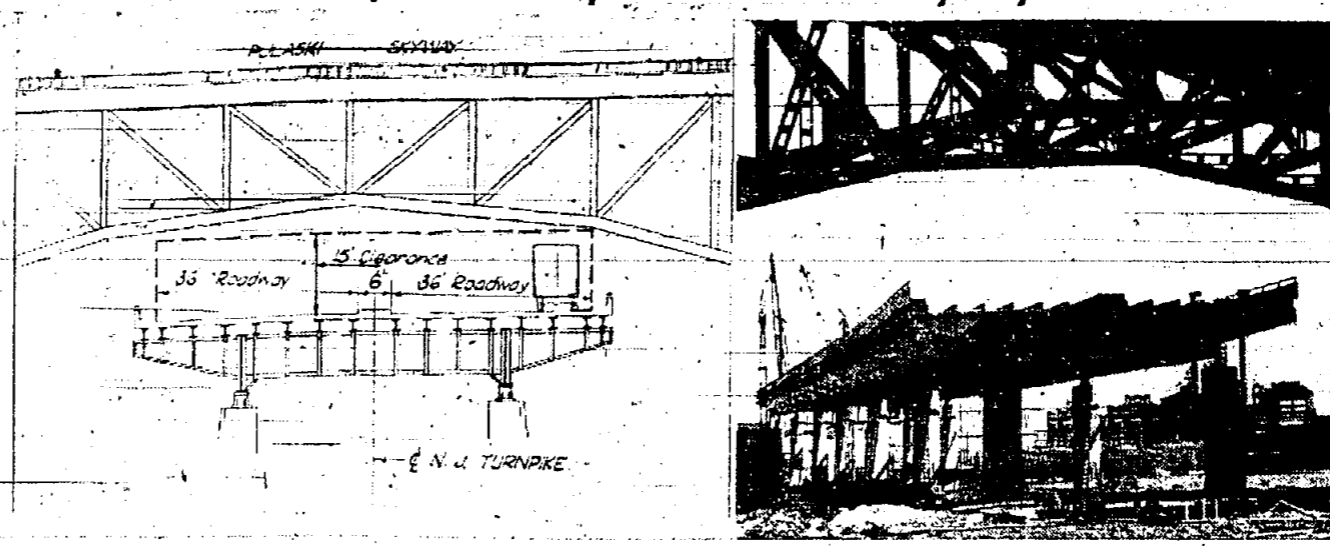 PULASKI SKYWAY
15' Clearance
36' Roadway 6' 36' Roadway
℄ N. J. TURNPIKE